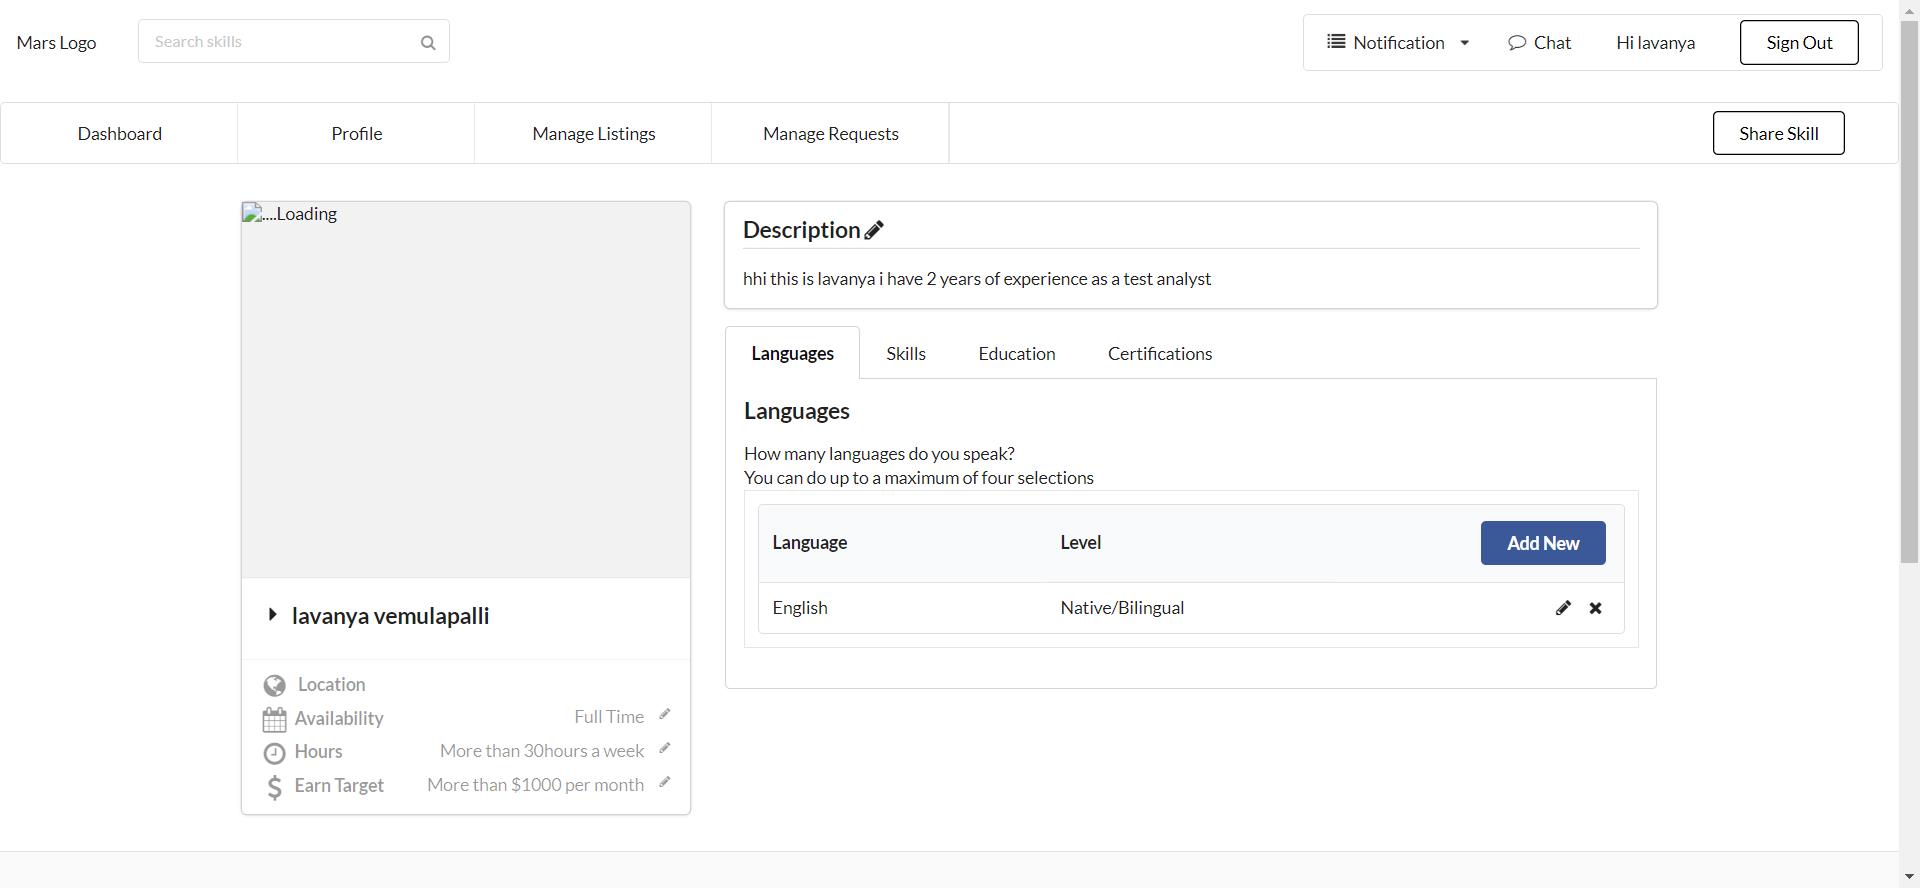 Mars Logo
Search skills
Notification
Chat
Hi lavanya
Sign Out
Dashboard
Profile
Manage Listings
Manage Requests
Share Skill
....Loading
lavanya vemulapalli
Location
Availability Full Time
Hours More than 30hours a week
Earn Target More than $1000 per month
Description
hhi this is lavanya i have 2 years of experience as a test analyst
Languages Skills Education Certifications
Languages
How many languages do you speak?
You can do up to a maximum of four selections
Language Level Add New
English Native/Bilingual